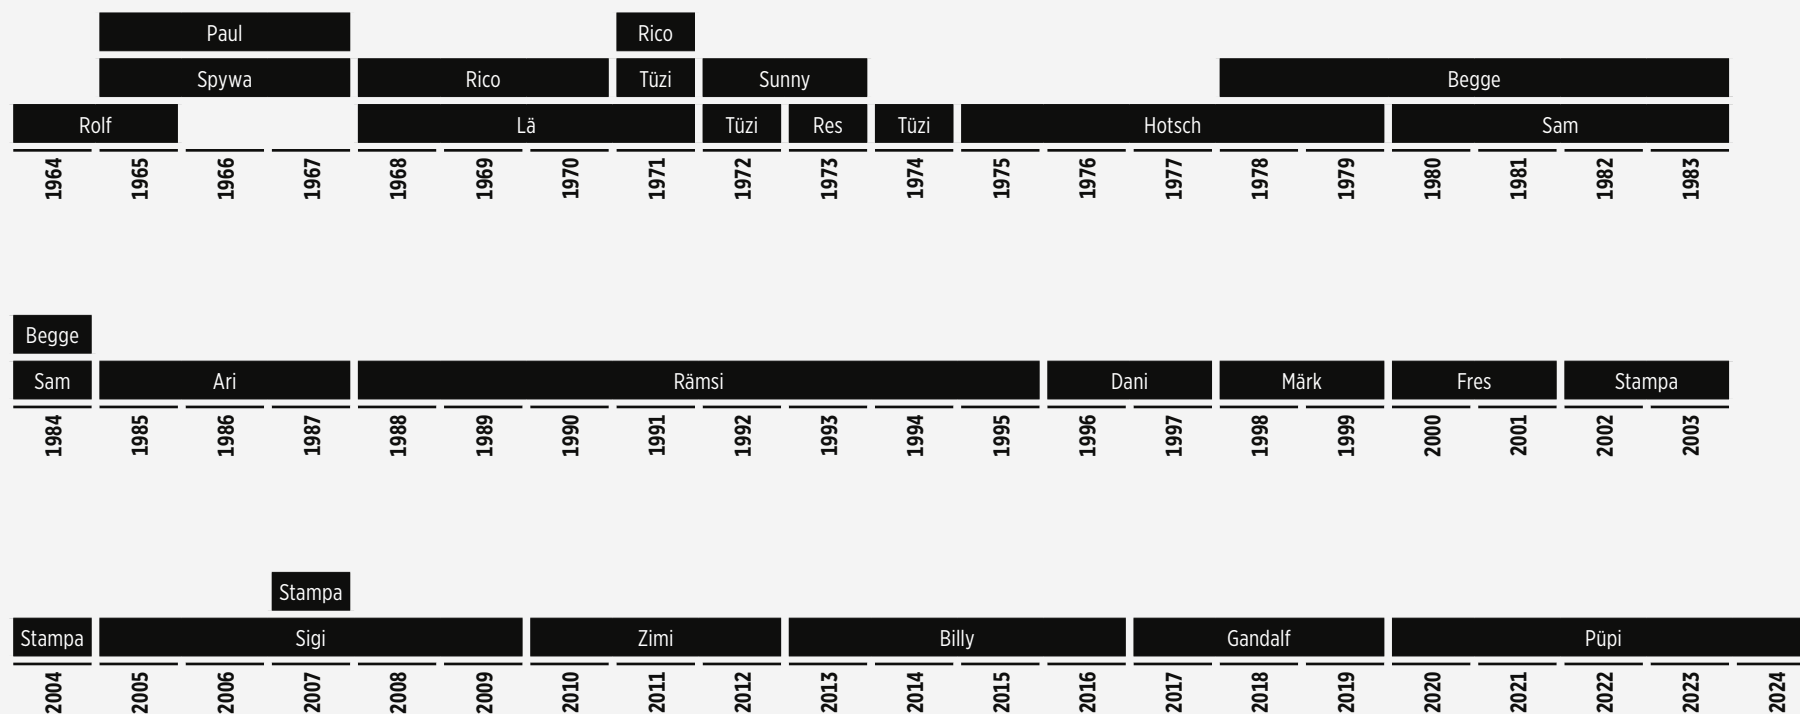 Paul Rico
Spywa Rico Tüzi Sunny Begge
Rolf Lä Tüzi Res Tüzi Hotsch Sam
1964 1965 1966 1967 1968 1969 1970 1971 1972 1973 1974 1975 1976 1977 1978 1979 1980 1981 1982 1983
Begge
Sam Ari Rämsi Dani Märk Fres Stampa
1984 1985 1986 1987 1988 1989 1990 1991 1992 1993 1994 1995 1996 1997 1998 1999 2000 2001 2002 2003
Stampa
Stampa Sigi Zimi Billy Gandalf Püpi
2004 2005 2006 2007 2008 2009 2010 2011 2012 2013 2014 2015 2016 2017 2018 2019 2020 2021 2022 2023 2024